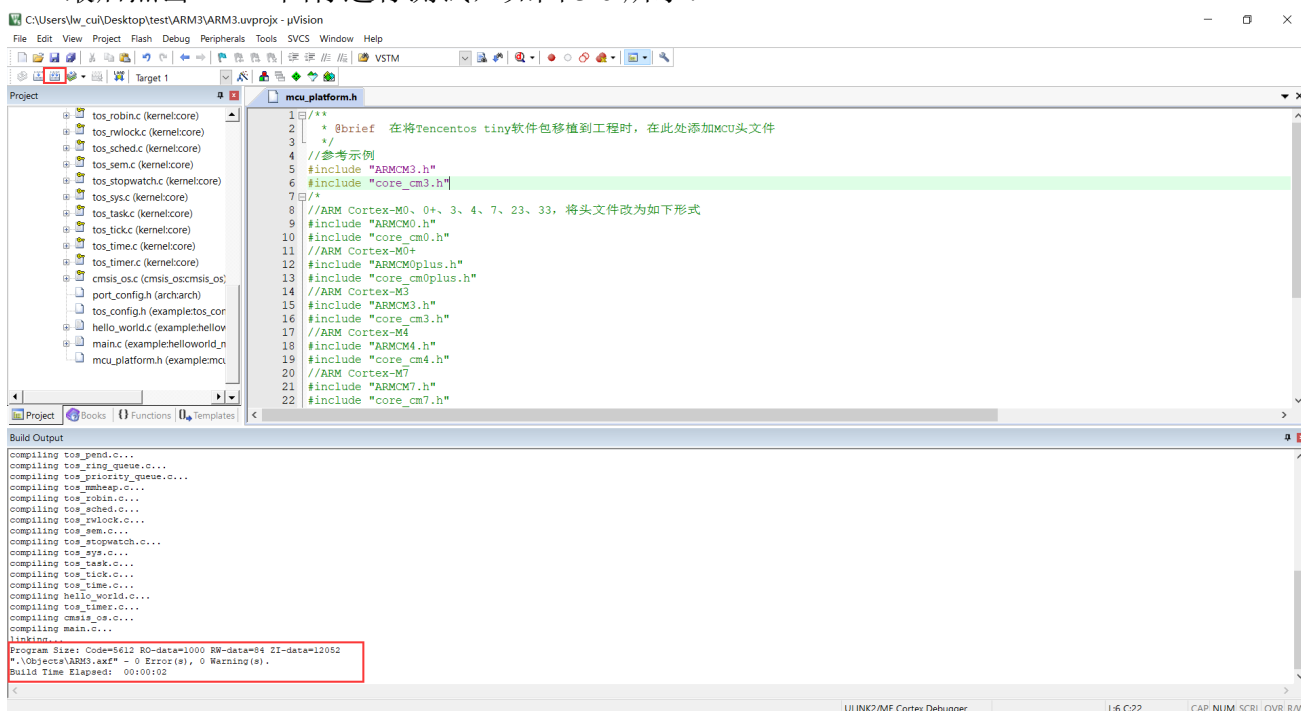 C:\Users\lw_cui\Desktop\test\ARM3\ARM3.uvprojx - µVision
File Edit View Project Flash Debug Peripherals Tools SVCS Window Help
VSTM
Target 1
Project
mcu_platform.h
tos_robin.c (kernel:core)
tos_rwlock.c (kernel:core)
tos_sched.c (kernel:core)
tos_sem.c (kernel:core)
tos_stopwatch.c (kernel:core)
tos_sys.c (kernel:core)
tos_task.c (kernel:core)
tos_tick.c (kernel:core)
tos_time.c (kernel:core)
tos_timer.c (kernel:core)
cmsis_os.c (cmsis_os:cmsis_os)
port_config.h (arch:arch)
tos_config.h (example:tos_cor
hello_world.c (example:hellow
main.c (example:helloworld_n
mcu_platform.h (example:mcu
Project Books Functions Templates
1 /**
2 * @brief 在将Tencentos tiny软件包移植到工程时，在此处添加MCU头文件
3 */
4 //参考示例
5 #include "ARMCM3.h"
6 #include "core_cm3.h"
7 /*
8 //ARM Cortex-M0、0+、3、4、7、23、33，将头文件改为如下形式
9 #include "ARMCM0.h"
10 #include "core_cm0.h"
11 //ARM Cortex-M0+
12 #include "ARMCM0plus.h"
13 #include "core_cm0plus.h"
14 //ARM Cortex-M3
15 #include "ARMCM3.h"
16 #include "core_cm3.h"
17 //ARM Cortex-M4
18 #include "ARMCM4.h"
19 #include "core_cm4.h"
20 //ARM Cortex-M7
21 #include "ARMCM7.h"
22 #include "core_cm7.h"
Build Output
compiling tos_pend.c...
compiling tos_ring_queue.c...
compiling tos_priority_queue.c...
compiling tos_mmheap.c...
compiling tos_robin.c...
compiling tos_sched.c...
compiling tos_rwlock.c...
compiling tos_sem.c...
compiling tos_stopwatch.c...
compiling tos_sys.c...
compiling tos_task.c...
compiling tos_tick.c...
compiling tos_time.c...
compiling hello_world.c...
compiling tos_timer.c...
compiling cmsis_os.c...
compiling main.c...
linking...
Program Size: Code=5612 RO-data=1000 RW-data=84 ZI-data=12052
".\Objects\ARM3.axf" - 0 Error(s), 0 Warning(s).
Build Time Elapsed: 00:00:02
ULINK2/ME Cortex Debugger L:6 C:22 CAP NUM SCRL OVR R/W